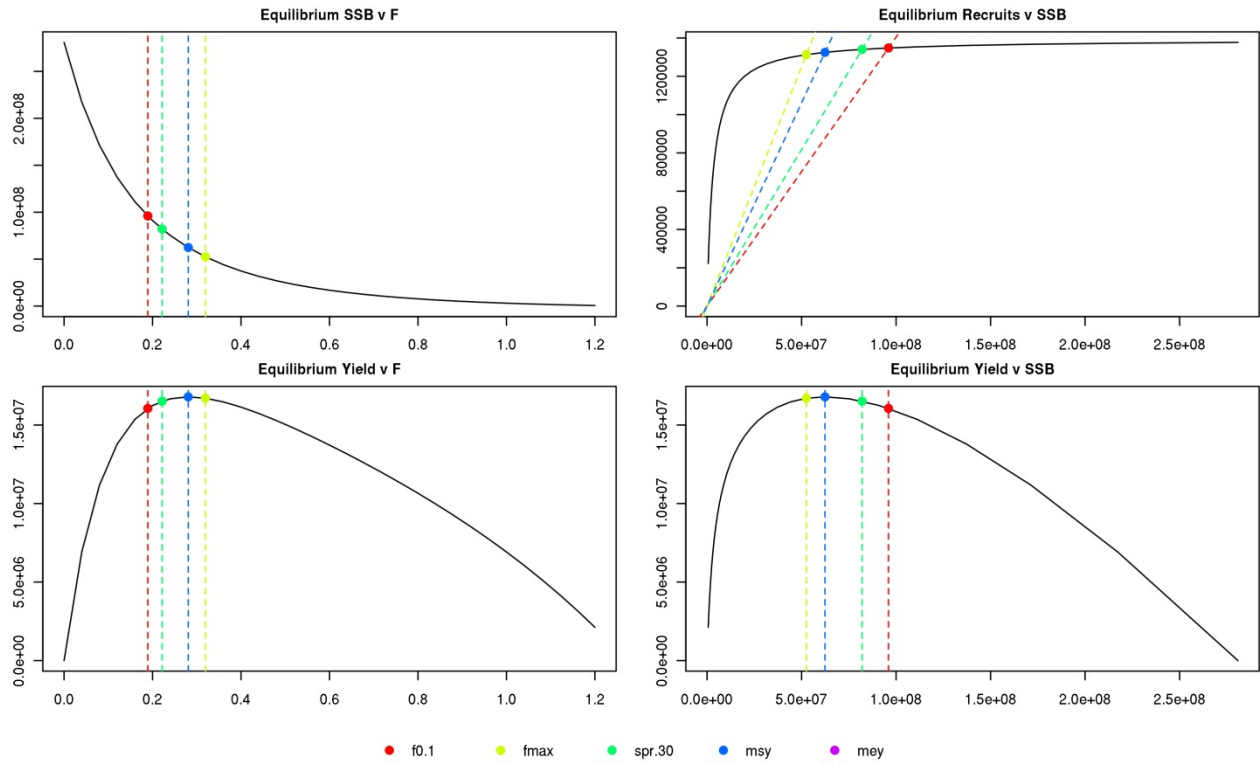 Equilibrium SSB v F
0.0e+00 1.0e+08 2.0e+08
0.0 0.2 0.4 0.6 0.8 1.0 1.2
Equilibrium Recruits v SSB
0 400000 800000 1200000
0.0e+00 5.0e+07 1.0e+08 1.5e+08 2.0e+08 2.5e+08
Equilibrium Yield v F
0.0e+00 5.0e+06 1.0e+07 1.5e+07
0.0 0.2 0.4 0.6 0.8 1.0 1.2
Equilibrium Yield v SSB
0.0e+00 5.0e+06 1.0e+07 1.5e+07
0.0e+00 5.0e+07 1.0e+08 1.5e+08 2.0e+08 2.5e+08
f0.1 fmax spr.30 msy mey